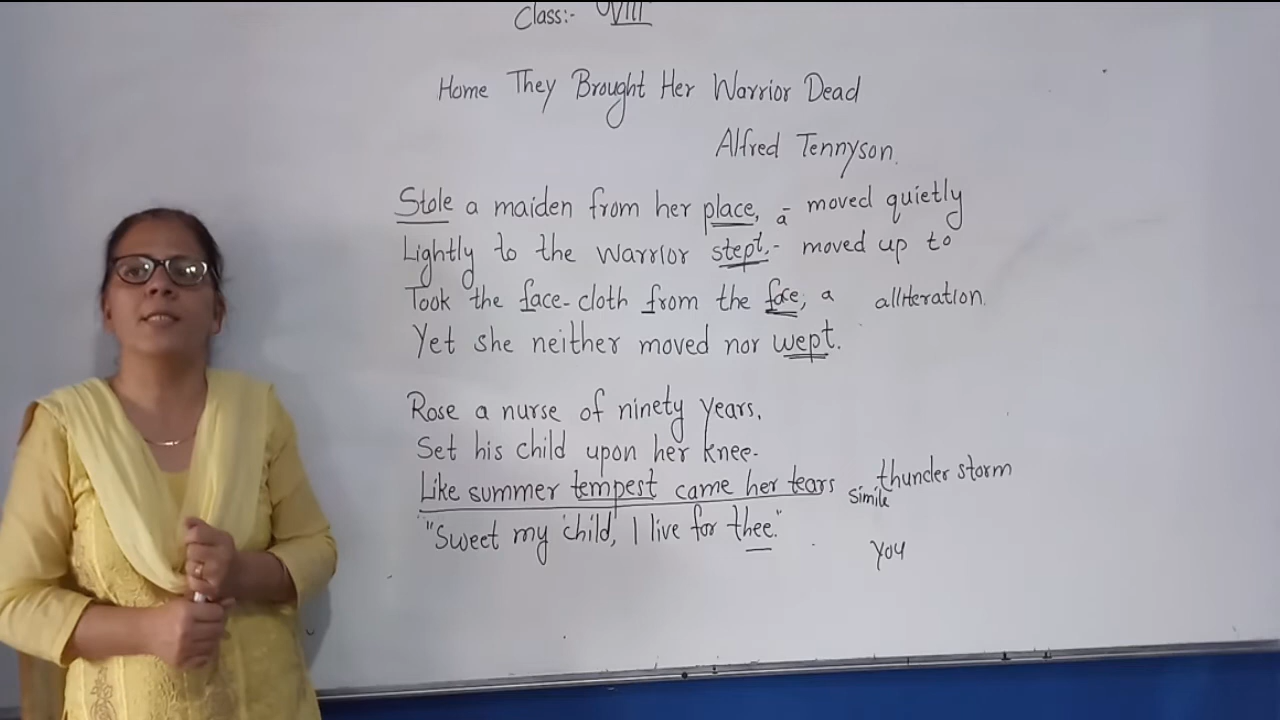 Class:- VIII
Home They Brought Her Warrior Dead
Alfred Tennyson.
Stole a maiden from her place, a - moved quietly
Lightly to the warrior stept.- moved up to
Took the face-cloth from the face; a alliteration.
Yet she neither moved nor wept.
Rose a nurse of ninety years,
Set his child upon her knee-
Like summer tempest came her tears simile thunder storm
"Sweet my child, I live for thee."
you